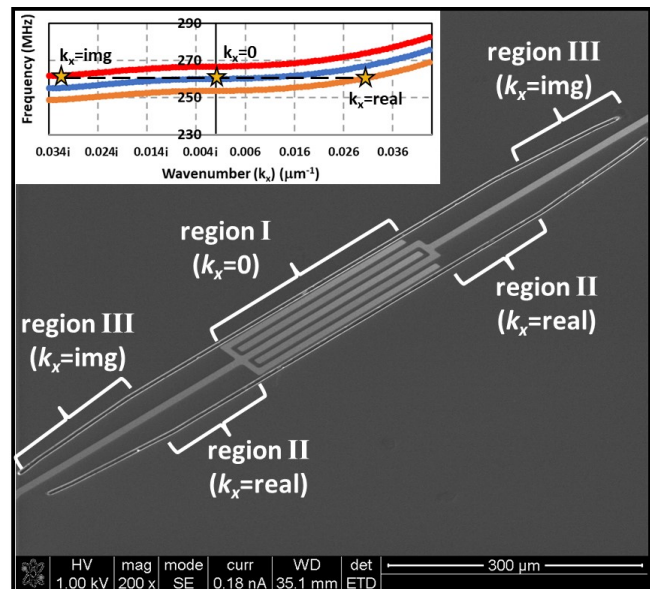 Frequency (MHz)
290
270
250
230
kx=img
kx=0
kx=real
0.034i 0.024i 0.014i 0.004i 0.006 0.016 0.026 0.036
Wavenumber (kx) (μm⁻¹)
region III
(kx=img)
region I
(kx=0)
region II
(kx=real)
region III
(kx=img)
region II
(kx=real)
HV mag mode curr WD det
1.00 kV 200 x SE 0.18 nA 35.1 mm ETD
300 μm